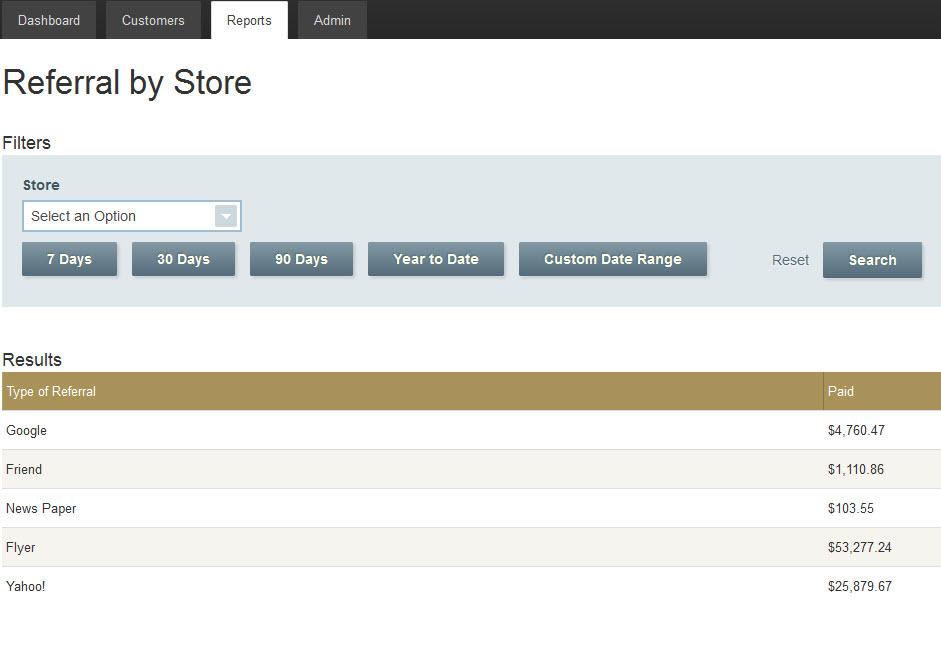 Dashboard Customers Reports Admin
Referral by Store
Filters
Store
Select an Option
7 Days 30 Days 90 Days Year to Date Custom Date Range Reset Search
Results
Type of Referral Paid
Google $4,760.47
Friend $1,110.86
News Paper $103.55
Flyer $53,277.24
Yahoo! $25,879.67